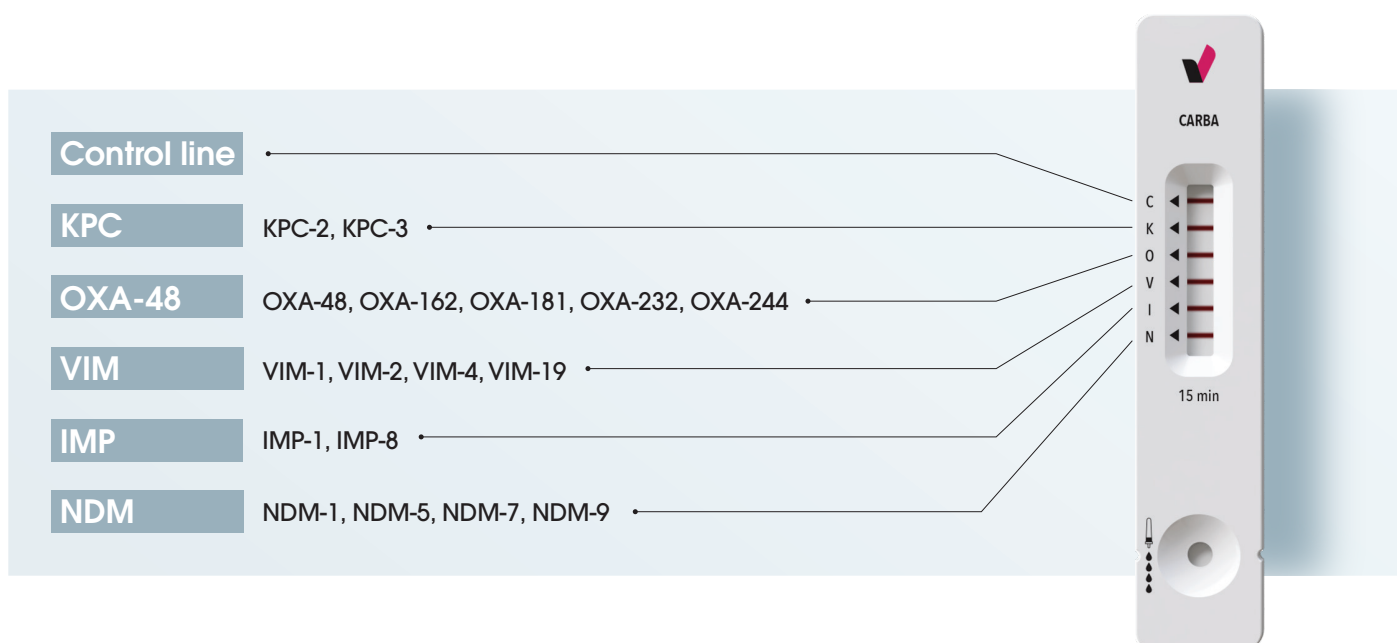 CARBA
Control line
C
KPC KPC-2, KPC-3
K
OXA-48 OXA-48, OXA-162, OXA-181, OXA-232, OXA-244
O
VIM VIM-1, VIM-2, VIM-4, VIM-19
V
IMP IMP-1, IMP-8
I
NDM NDM-1, NDM-5, NDM-7, NDM-9
N
15 min